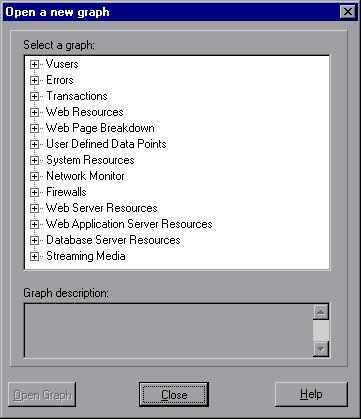 Open a new graph
Select a graph:
Vusers
Errors
Transactions
Web Resources
Web Page Breakdown
User Defined Data Points
System Resources
Network Monitor
Firewalls
Web Server Resources
Web Application Server Resources
Database Server Resources
Streaming Media
Graph description:
Open Graph Close Help